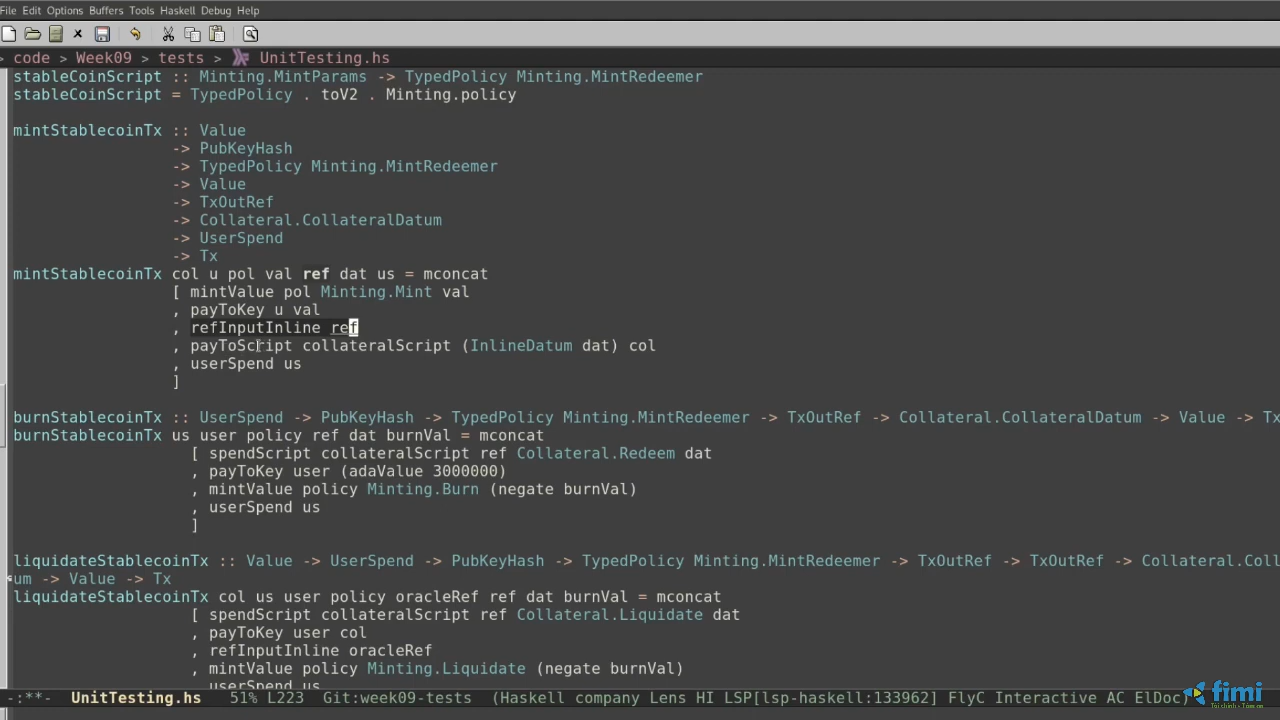 File Edit Options Buffers Tools Haskell Debug Help
> code > Week09 > tests > UnitTesting.hs
stableCoinScript :: Minting.MintParams -> TypedPolicy Minting.MintRedeemer
stableCoinScript = TypedPolicy . toV2 . Minting.policy
mintStablecoinTx :: Value
-> PubKeyHash
-> TypedPolicy Minting.MintRedeemer
-> Value
-> TxOutRef
-> Collateral.CollateralDatum
-> UserSpend
-> Tx
mintStablecoinTx col u pol val ref dat us = mconcat
[ mintValue pol Minting.Mint val
, payToKey u val
, refInputInline ref
, payToScript collateralScript (InlineDatum dat) col
, userSpend us
]
burnStablecoinTx :: UserSpend -> PubKeyHash -> TypedPolicy Minting.MintRedeemer -> TxOutRef -> Collateral.CollateralDatum -> Value -> Tx
burnStablecoinTx us user policy ref dat burnVal = mconcat
[ spendScript collateralScript ref Collateral.Redeem dat
, payToKey user (adaValue 3000000)
, mintValue policy Minting.Burn (negate burnVal)
, userSpend us
]
liquidateStablecoinTx :: Value -> UserSpend -> PubKeyHash -> TypedPolicy Minting.MintRedeemer -> TxOutRef -> TxOutRef -> Collateral.Coll
um -> Value -> Tx
liquidateStablecoinTx col us user policy oracleRef ref dat burnVal = mconcat
[ spendScript collateralScript ref Collateral.Liquidate dat
, payToKey user col
, refInputInline oracleRef
, mintValue policy Minting.Liquidate (negate burnVal)
, userSpend us
-:**- UnitTesting.hs 51% L223 Git:week09-tests (Haskell company Lens HI LSP[lsp-haskell:133962] FlyC Interactive AC ElDoc)
fimi